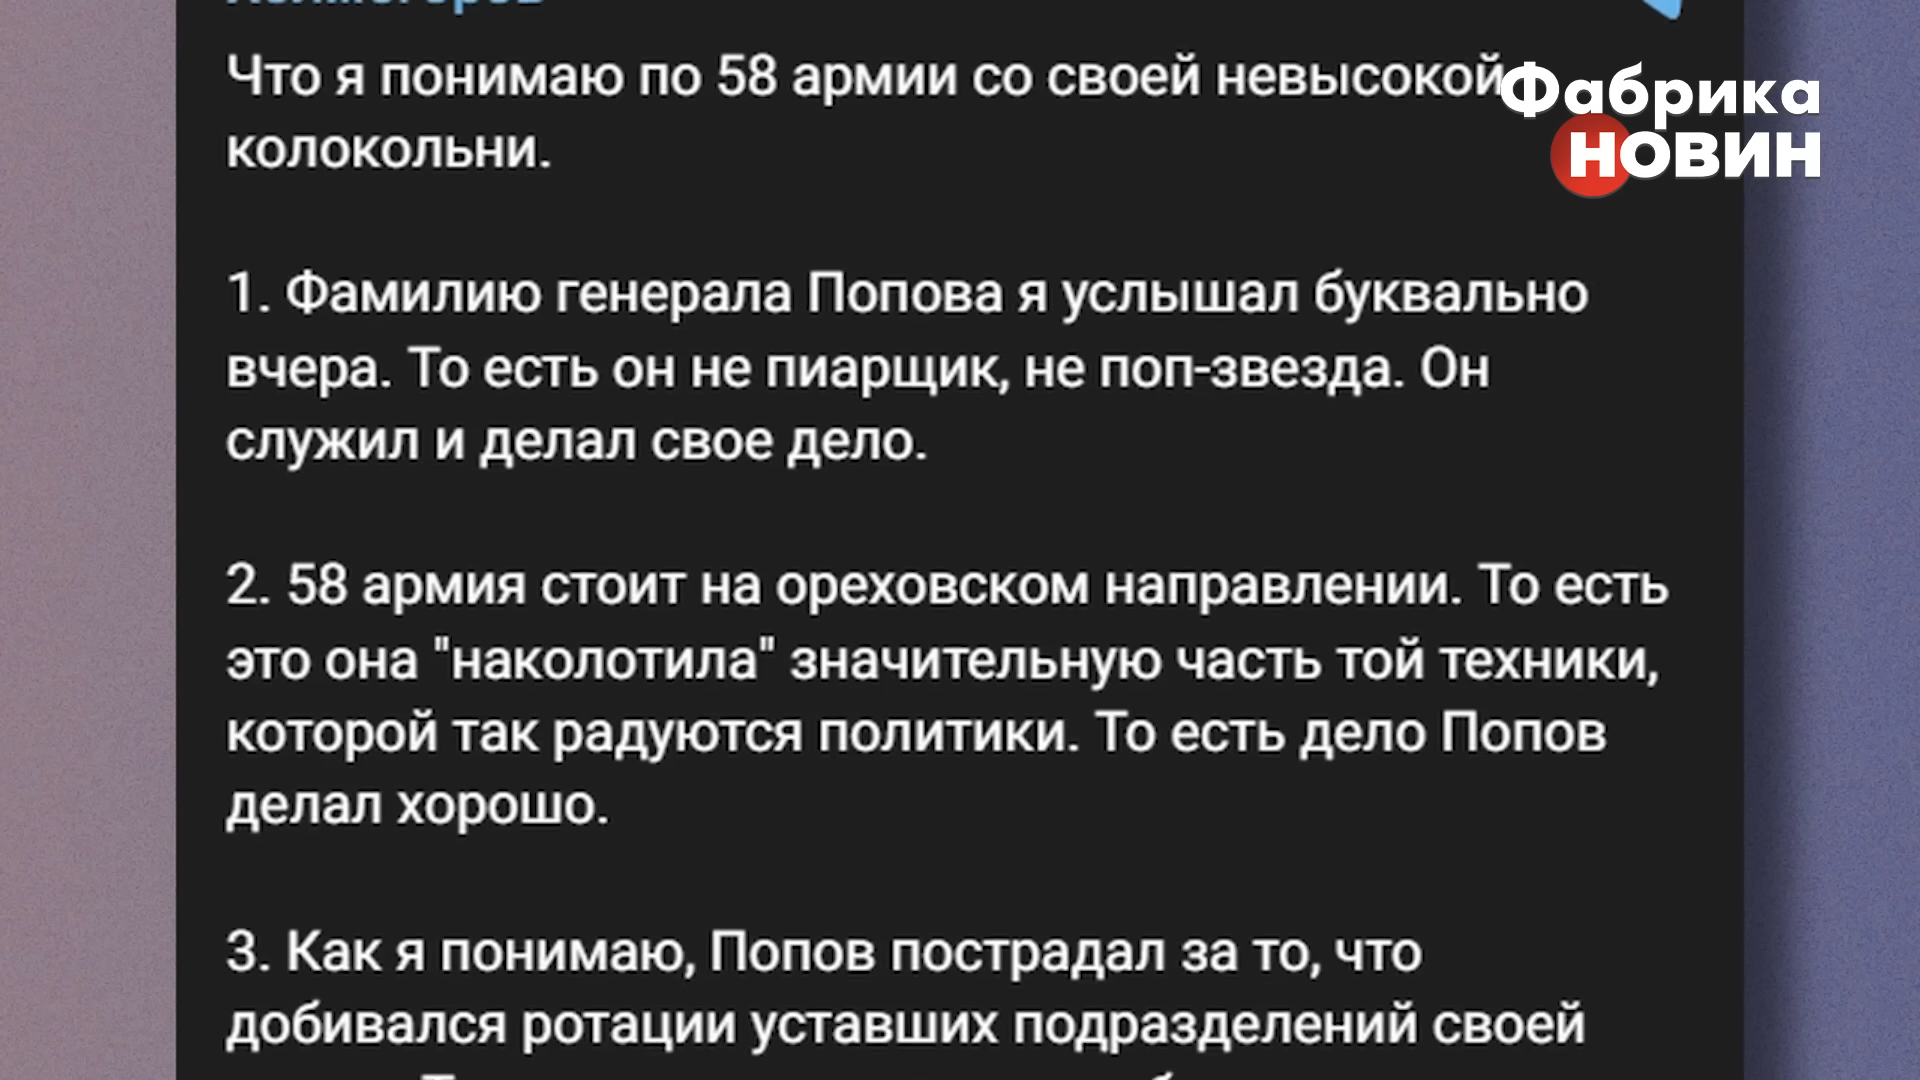 Что я понимаю по 58 армии со своей невысокой
колокольни.
Фабрика
НОВИН
1. Фамилию генерала Попова я услышал буквально
вчера. То есть он не пиарщик, не поп-звезда. Он
служил и делал свое дело.
2. 58 армия стоит на ореховском направлении. То есть
это она "наколотила" значительную часть той техники,
которой так радуются политики. То есть дело Попов
делал хорошо.
3. Как я понимаю, Попов пострадал за то, что
добивался ротации уставших подразделений своей